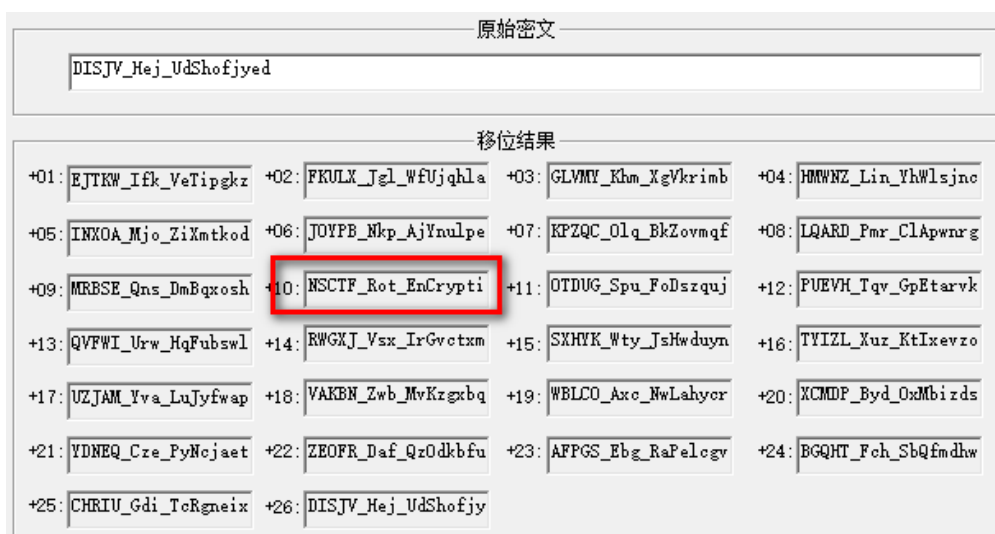 原始密文
DISJV_Hej_UdShofjyed
移位结果
+01: EJTKW_Ifk_VeTipgkz +02: FKULX_Jgl_WfUjqhla +03: GLVMY_Khm_XgVkrimb +04: HMWNZ_Lin_YhWlsjnc
+05: INXOA_Mjo_ZiXmtkod +06: JOYPB_Nkp_AjYnulpe +07: KPZQC_Olq_BkZovmqf +08: LQARD_Pmr_ClApwnrg
+09: MRBSE_Qns_DmBqxosh +10: NSCTF_Rot_EnCrypti +11: OTDUG_Spu_FoDszquj +12: PUEVH_Tqv_GpEtarvk
+13: QVFWI_Urw_HqFubswl +14: RWGXJ_Vsx_IrGvctxm +15: SXHYK_Wty_JsHwduyn +16: TYIZL_Xuz_KtIxevzo
+17: UZJAM_Yva_LuJyfwap +18: VAKBN_Zwb_MvKzgxbq +19: WBLCO_Axc_NwLahycr +20: XCMDP_Byd_OxMbizds
+21: YDNEQ_Cze_PyNcjaet +22: ZEOFR_Daf_QzOdkbfu +23: AFPGS_Ebg_RaPelcgv +24: BGQHT_Fch_SbQfmdhw
+25: CHRIU_Gdi_TcRgneix +26: DISJV_Hej_UdShofjy